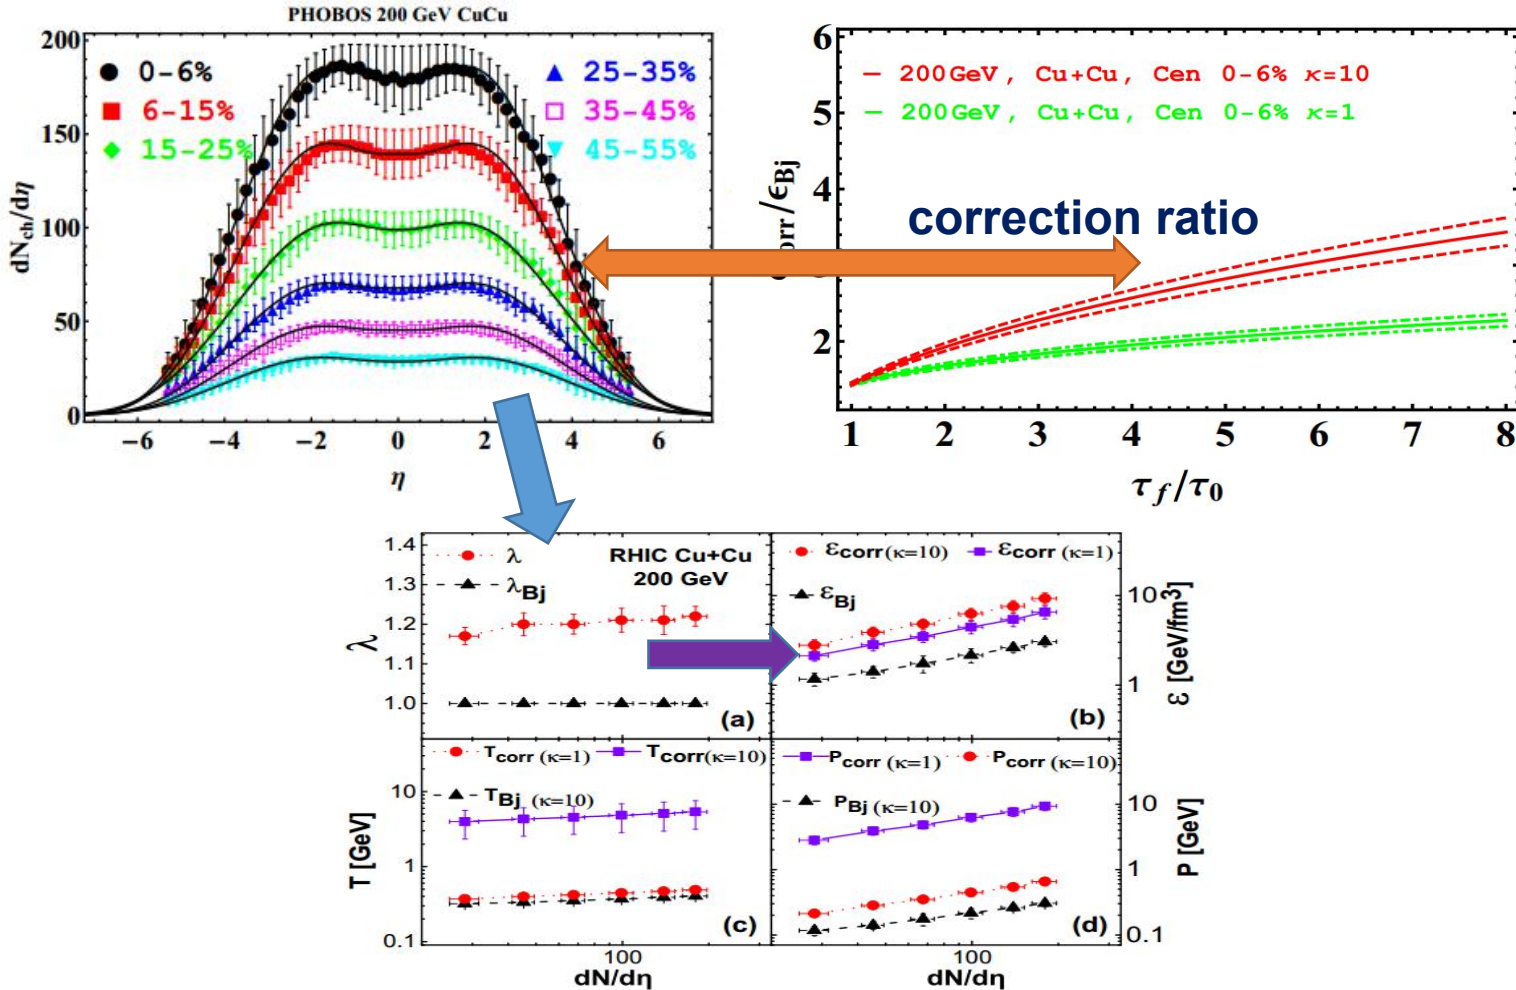 PHOBOS 200 GeV CuCu
200
150
100
50
0
dN_ch/dη
0-6%
6-15%
15-25%
25-35%
35-45%
45-55%
−6 −4 −2 0 2 4 6
η
6
5
4
2
orr/ϵ_Bj
200GeV, Cu+Cu, Cen 0-6% κ=10
200GeV, Cu+Cu, Cen 0-6% κ=1
correction ratio
1 2 3 4 5 6 7 8
τ_f/τ_0
1.4
1.3
1.2
1.1
1.0
λ
λ
λ_Bj
RHIC Cu+Cu
200 GeV
(a)
ε_corr(κ=10) ε_corr(κ=1)
ε_Bj
10
1
ε [GeV/fm³]
(b)
T_corr (κ=1) T_corr(κ=10)
T_Bj (κ=10)
10
1
0.1
T [GeV]
(c)
100
dN/dη
P_corr (κ=1) P_corr (κ=10)
P_Bj (κ=10)
10
1
0.1
P [GeV]
(d)
100
dN/dη